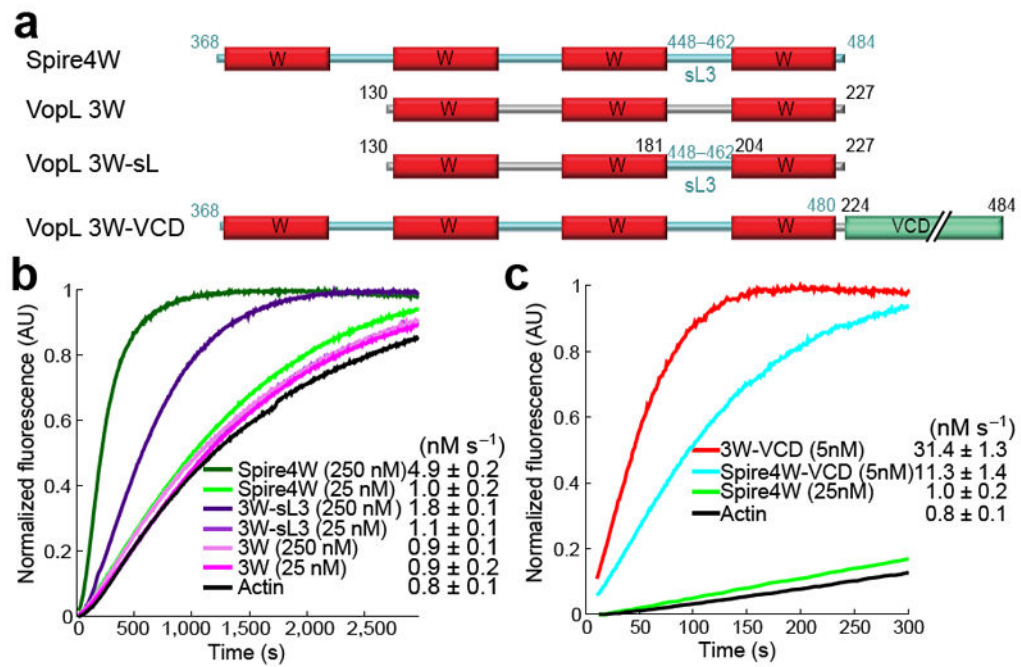 a
368 448–462 484
Spire4W W W W W
sL3
130 227
VopL 3W W W W
130 181 448–462 204 227
VopL 3W-sL W W W
sL3
368 480 224 484
VopL 3W-VCD W W W W VCD
b
Normalized fluorescence (AU)
1
0.8
0.6
0.4
0.2
0
500 1,000 1,500 2,000 2,500
Time (s)
(nM s⁻¹)
Spire4W (250 nM) 4.9 ± 0.2
Spire4W (25 nM) 1.0 ± 0.2
3W-sL3 (250 nM) 1.8 ± 0.1
3W-sL3 (25 nM) 1.1 ± 0.1
3W (250 nM) 0.9 ± 0.1
3W (25 nM) 0.9 ± 0.2
Actin 0.8 ± 0.1
c
Normalized fluorescence (AU)
1
0.8
0.6
0.4
0.2
0
0 50 100 150 200 250 300
Time (s)
(nM s⁻¹)
3W-VCD (5nM) 31.4 ± 1.3
Spire4W-VCD (5nM) 11.3 ± 1.4
Spire4W (25nM) 1.0 ± 0.2
Actin 0.8 ± 0.1